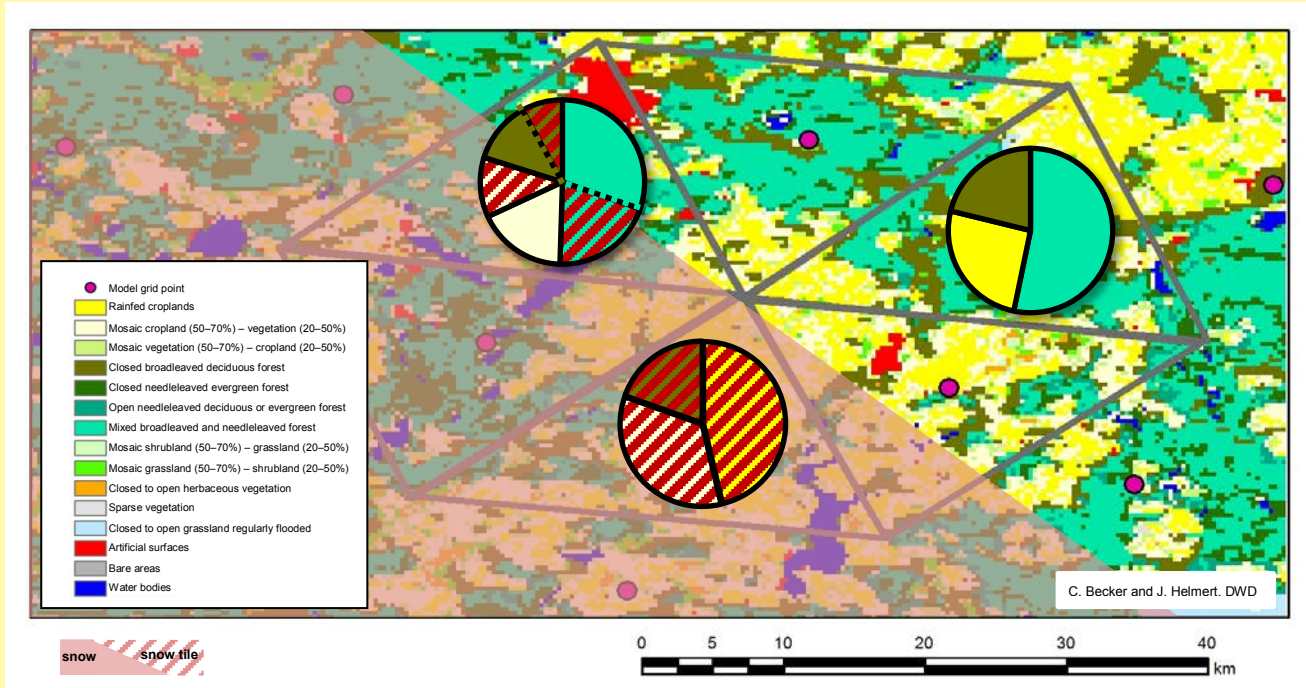 Model grid point
Rainfed croplands
Mosaic cropland (50–70%) – vegetation (20–50%)
Mosaic vegetation (50–70%) – cropland (20–50%)
Closed broadleaved deciduous forest
Closed needleleaved evergreen forest
Open needleleaved deciduous or evergreen forest
Mixed broadleaved and needleleaved forest
Mosaic shrubland (50–70%) – grassland (20–50%)
Mosaic grassland (50–70%) – shrubland (20–50%)
Closed to open herbaceous vegetation
Sparse vegetation
Closed to open grassland regularly flooded
Artificial surfaces
Bare areas
Water bodies
C. Becker and J. Helmert. DWD
snow snow tile
0 5 10 20 30 40
km